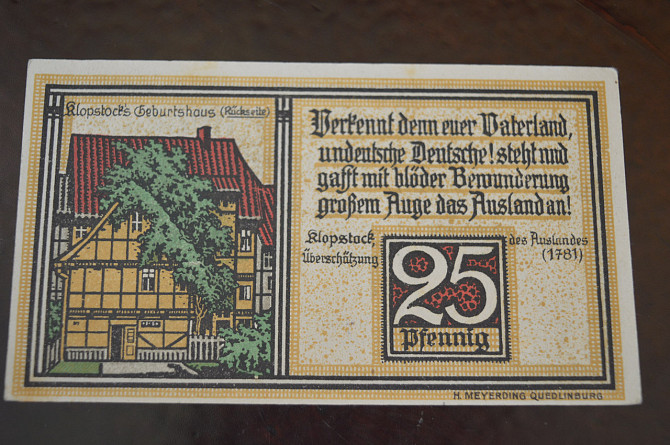 Klopstock's Geburtshaus (Rückseite)
Verkennt denn euer Vaterland,
undeutsche Deutsche! steht und
gafft mit blöder Bewunderung
großem Auge das Ausland an!
Klopstock, des Auslandes
Überschätzung (1781)
25
Pfennig
H. MEYERDING QUEDLINBURG